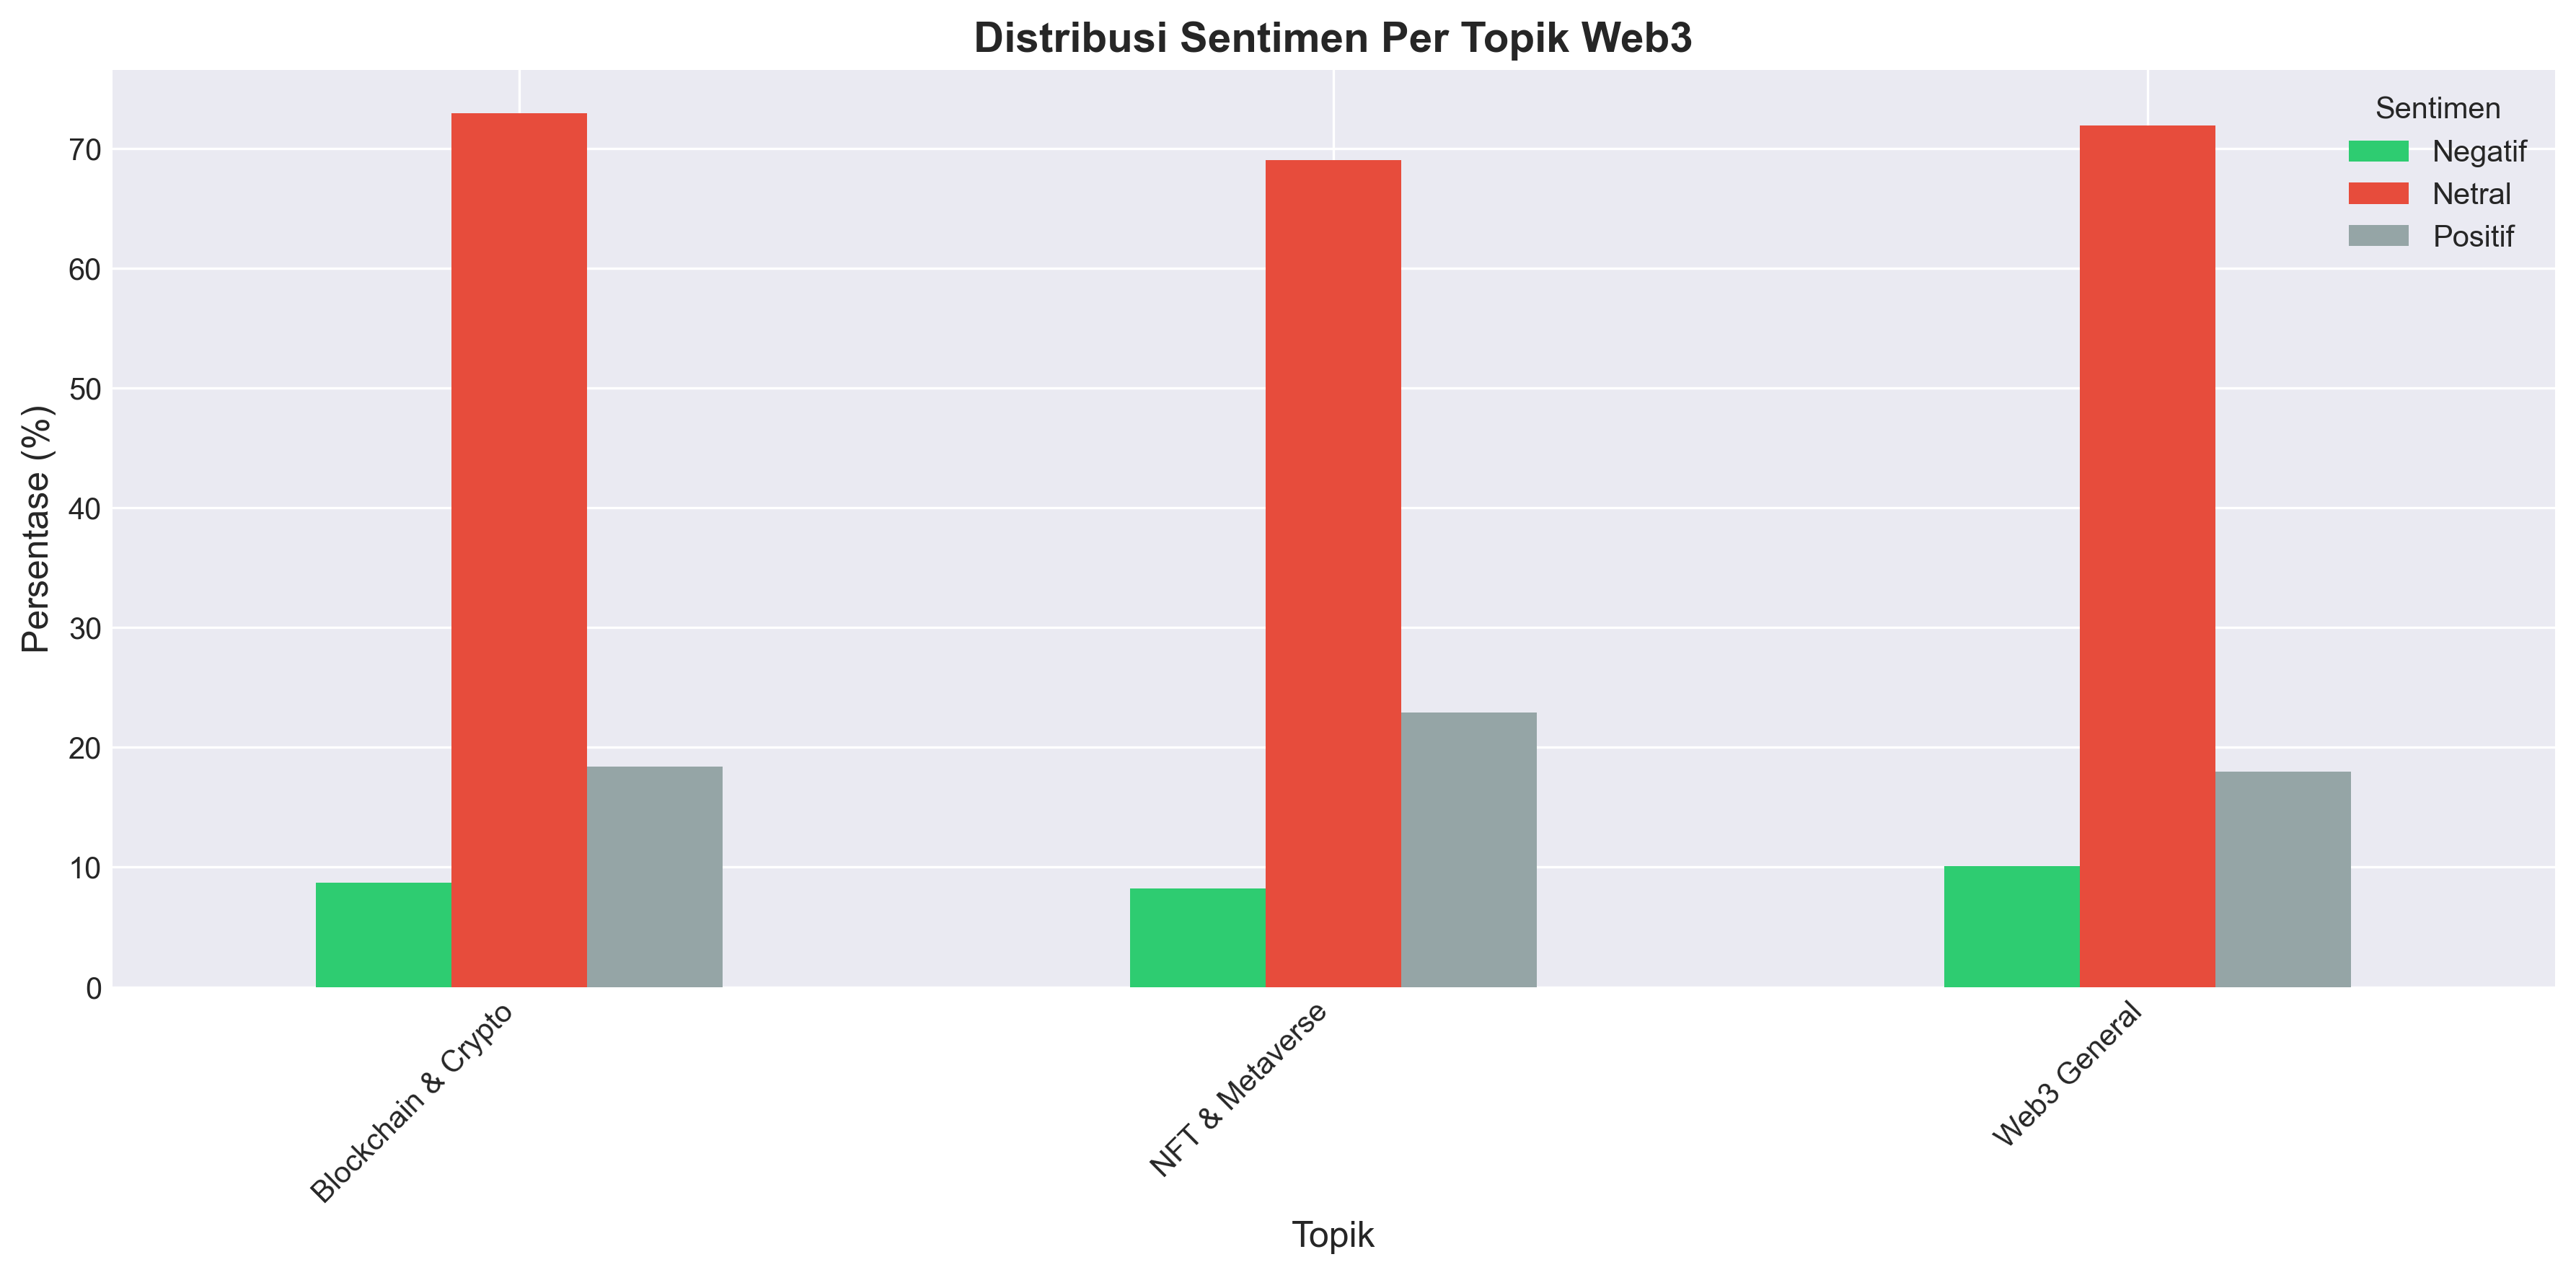 Distribusi Sentimen Per Topik Web3
Sentimen
Negatif
Netral
Positif
Persentase (%)
70
60
50
40
30
20
10
0
Blockchain & Crypto
NFT & Metaverse
Web3 General
Topik